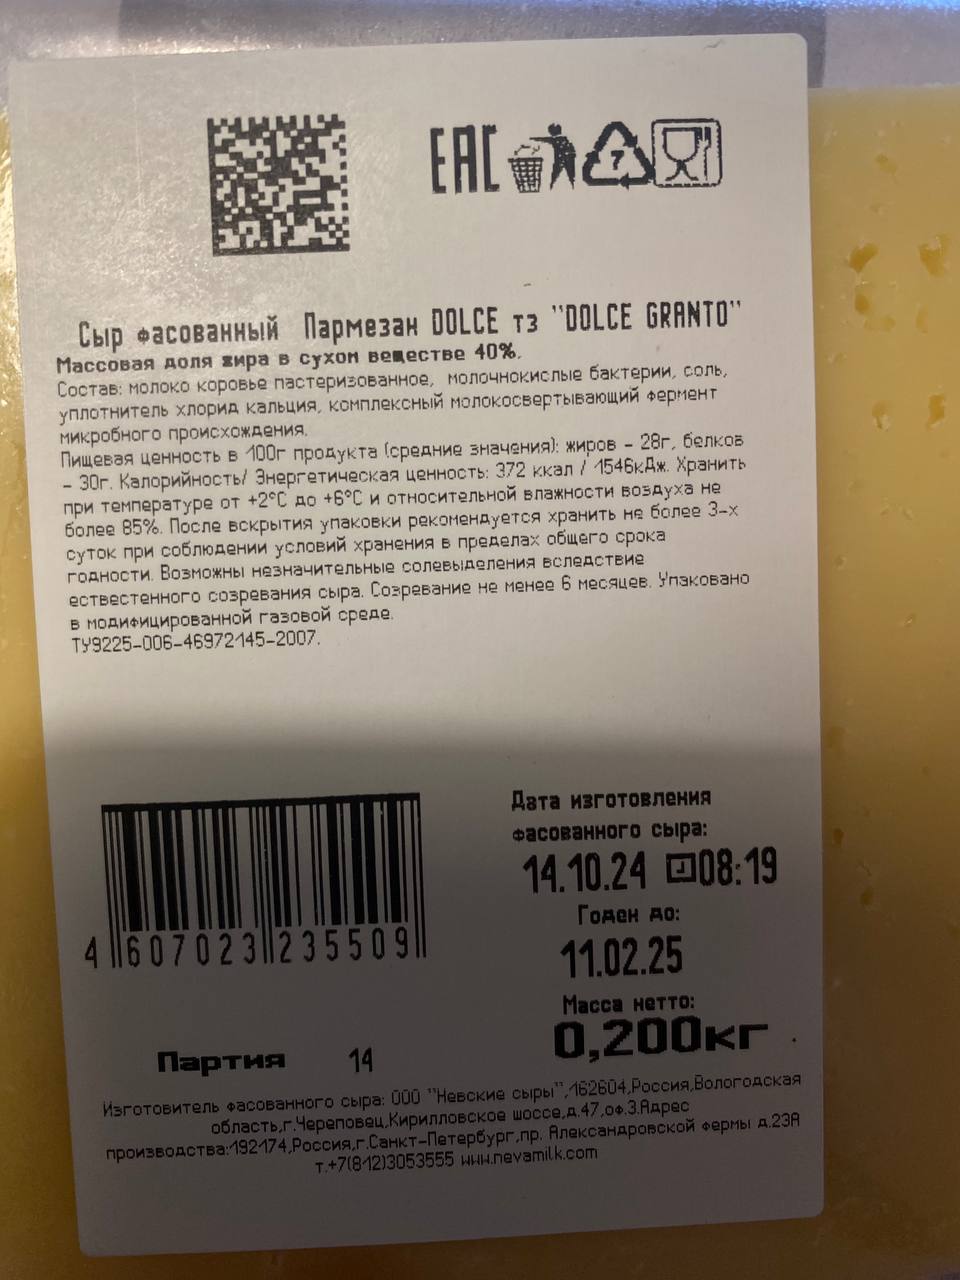 EAC
7
Сыр фасованный Пармезан DOLCE тз "DOLCE GRANTO"
Массовая доля жира в сухом веществе 40%.
Состав: молоко коровье пастеризованное, молочнокислые бактерии, соль,
уплотнитель хлорид кальция, комплексный молокосвертывающий фермент
микробного происхождения.
Пищевая ценность в 100г продукта (средние значения): жиров - 28г, белков
- 30г. Калорийность/ Энергетическая ценность: 372 ккал / 1546кДж. Хранить
при температуре от +2°С до +6°С и относительной влажности воздуха не
более 85%. После вскрытия упаковки рекомендуется хранить не более 3-х
суток при соблюдении условий хранения в пределах общего срока
годности. Возможны незначительные солевыделения вследствие
ествестенного созревания сыра. Созревание не менее 6 месяцев. Упаковано
в модифицированной газовой среде.
ТУ9225-006-46972145-2007.
Дата изготовления
фасованного сыра:
14.10.24 08:19
Годен до:
11.02.25
4 607023 235509
Масса нетто:
0,200кг
Партия 14
Изготовитель фасованного сыра: ООО "Невские сыры",162604,Россия,Вологодская
область,г.Череповец,Кирилловское шоссе,д.47,оф.3.Адрес
производства:192174,Россия,г.Санкт-Петербург,пр. Александровской фермы д.23А
т.+7(812)3053555 www.nevamilk.com